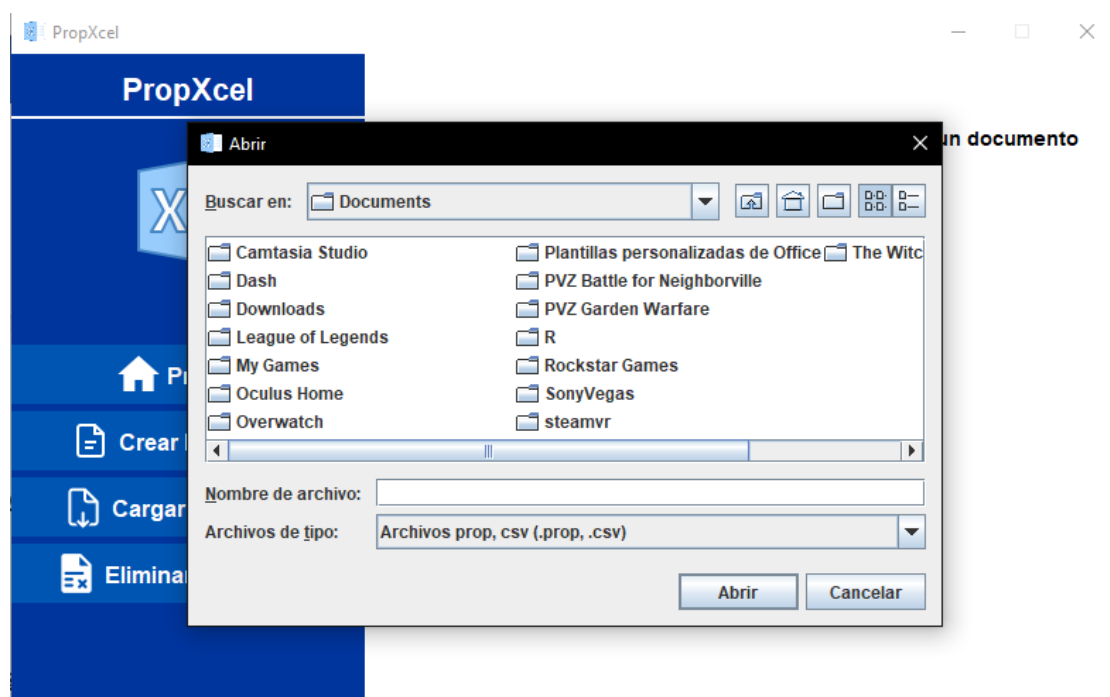 PropXcel
PropXcel
un documento
X
Abrir
Buscar en: Documents
Camtasia Studio
Dash
Downloads
League of Legends
My Games
Oculus Home
Overwatch
Plantillas personalizadas de Office
PVZ Battle for Neighborville
PVZ Garden Warfare
R
Rockstar Games
SonyVegas
steamvr
The Witc
Nombre de archivo:
Archivos de tipo: Archivos prop, csv (.prop, .csv)
Abrir Cancelar
Crear
Cargar
Elimina